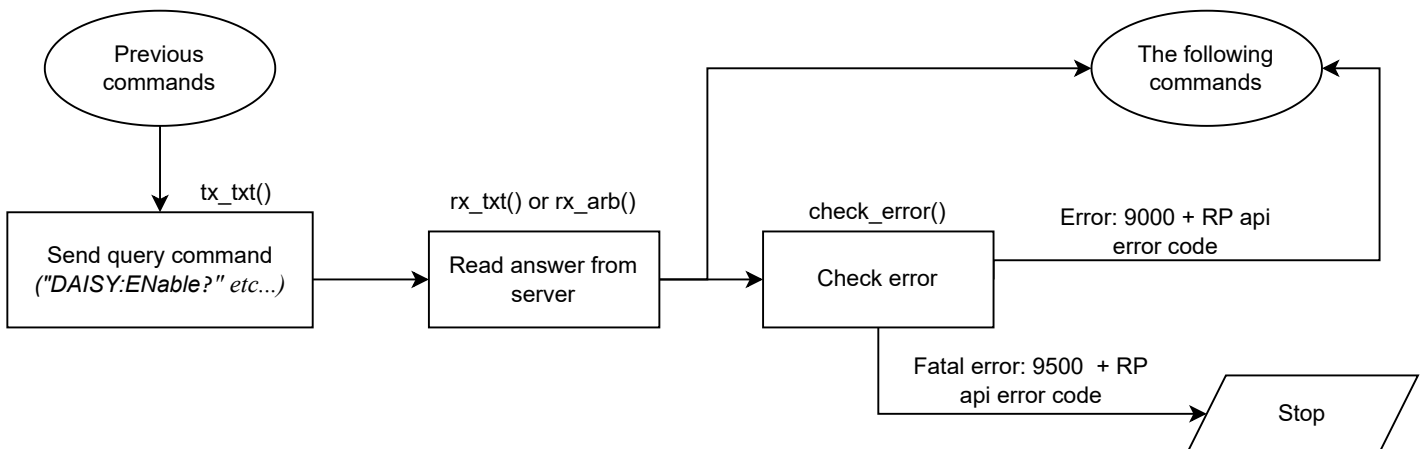 Previous
commands
The following
commands
tx_txt()
Send query command
("DAISY:ENable?" etc...)
rx_txt() or rx_arb()
Read answer from
server
check_error()
Check error
Error: 9000 + RP api
error code
Fatal error: 9500  + RP
api error code
Stop